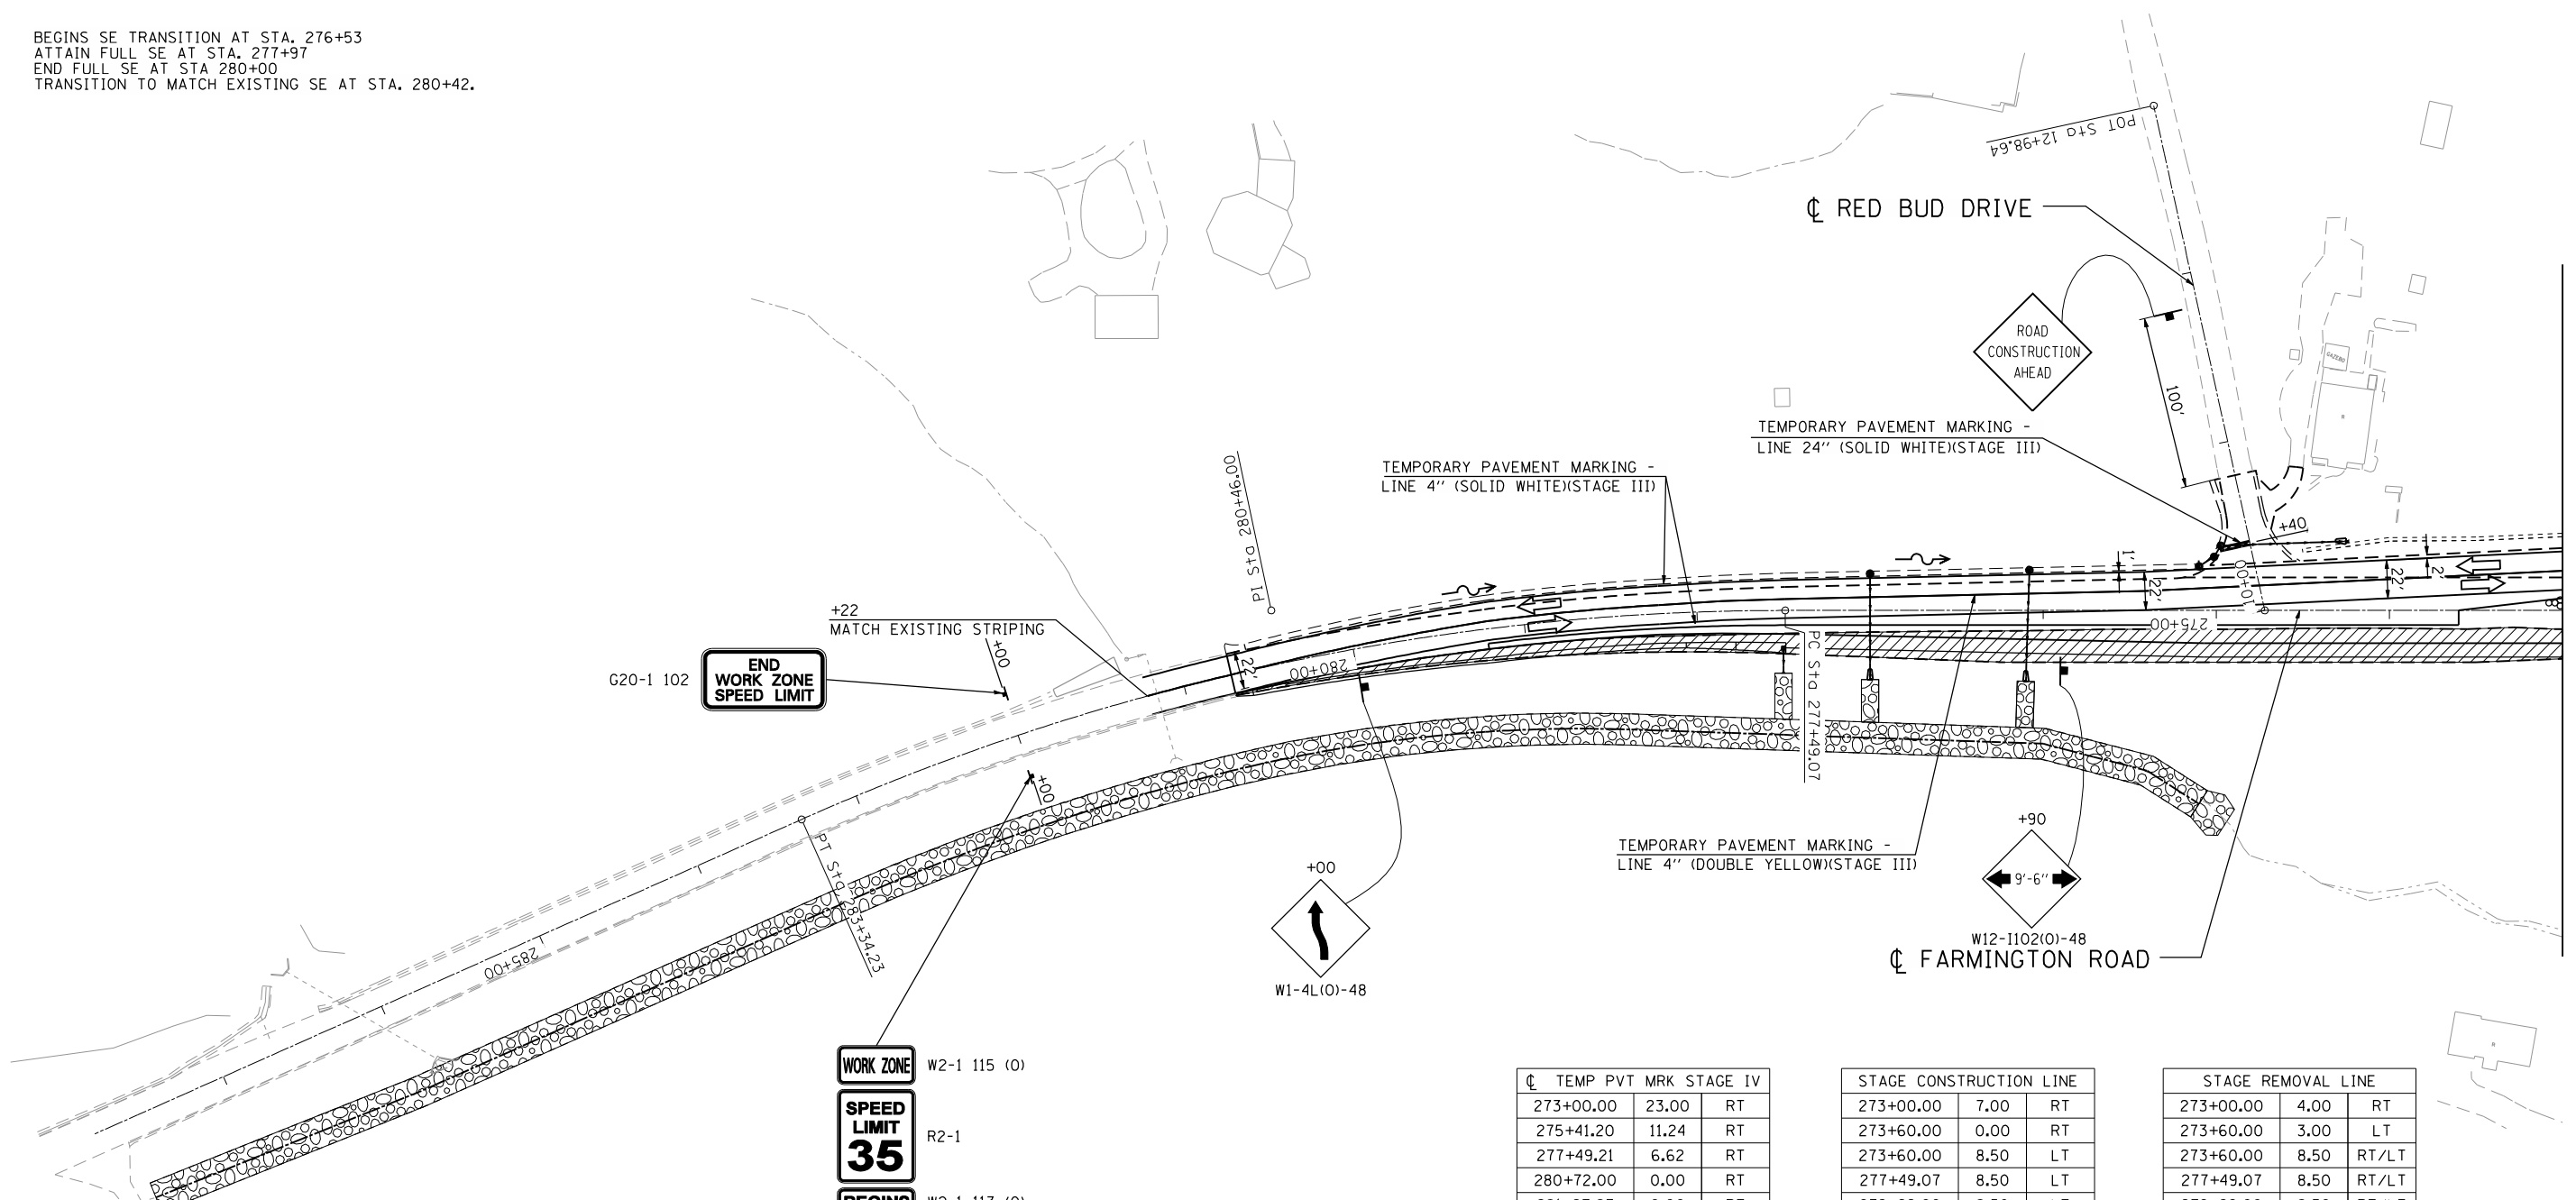 BEGINS SE TRANSITION AT STA. 276+53
ATTAIN FULL SE AT STA. 277+97
END FULL SE AT STA 280+00
TRANSITION TO MATCH EXISTING SE AT STA. 280+42.
POT Sta 12+98.64
℄ RED BUD DRIVE
ROAD
CONSTRUCTION
AHEAD
100'
GAZEBO
TEMPORARY PAVEMENT MARKING -
LINE 24'' (SOLID WHITE)(STAGE III)
TEMPORARY PAVEMENT MARKING -
LINE 4'' (SOLID WHITE)(STAGE III)
PI Sta 280+46.00
+40
1'
22'
22'
2'
10+00
275+00
+22
MATCH EXISTING STRIPING
+00
22'
280+00
G20-1 102
END
WORK ZONE
SPEED LIMIT
PC Sta 277+49.07
+00
PT Sta 283+34.23
285+00
TEMPORARY PAVEMENT MARKING -
LINE 4'' (DOUBLE YELLOW)(STAGE III)
+90
9'-6''
W12-I102(O)-48
℄ FARMINGTON ROAD
+00
W1-4L(O)-48
WORK ZONE
W2-1 115 (O)
SPEED
LIMIT
35
R2-1
℄ TEMP PVT MRK STAGE IV
273+00.00 23.00 RT
275+41.20 11.24 RT
277+49.21 6.62 RT
280+72.00 0.00 RT
STAGE CONSTRUCTION LINE
273+00.00 7.00 RT
273+60.00 0.00 RT
273+60.00 8.50 LT
277+49.07 8.50 LT
STAGE REMOVAL LINE
273+00.00 4.00 RT
273+60.00 3.00 LT
273+60.00 8.50 RT/LT
277+49.07 8.50 RT/LT